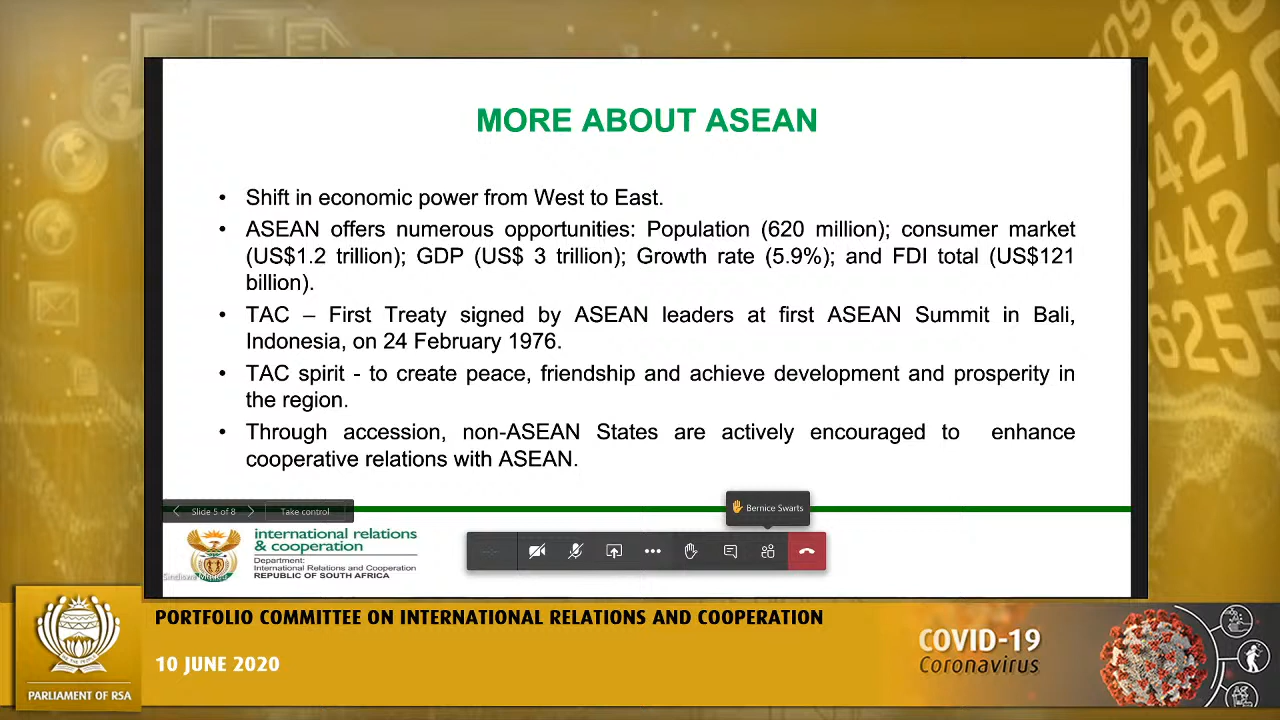 MORE ABOUT ASEAN
• Shift in economic power from West to East.
• ASEAN offers numerous opportunities: Population (620 million); consumer market
(US$1.2 trillion); GDP (US$ 3 trillion); Growth rate (5.9%); and FDI total (US$121
billion).
• TAC – First Treaty signed by ASEAN leaders at first ASEAN Summit in Bali,
Indonesia, on 24 February 1976.
• TAC spirit - to create peace, friendship and achieve development and prosperity in
the region.
• Through accession, non-ASEAN States are actively encouraged to enhance
cooperative relations with ASEAN.
Slide 5 of 8
Take control
Bernice Swarts
international relations
& cooperation
Department:
International Relations and Cooperation
REPUBLIC OF SOUTH AFRICA
PORTFOLIO COMMITTEE ON INTERNATIONAL RELATIONS AND COOPERATION
10 JUNE 2020
PARLIAMENT OF RSA
COVID-19
Coronavirus